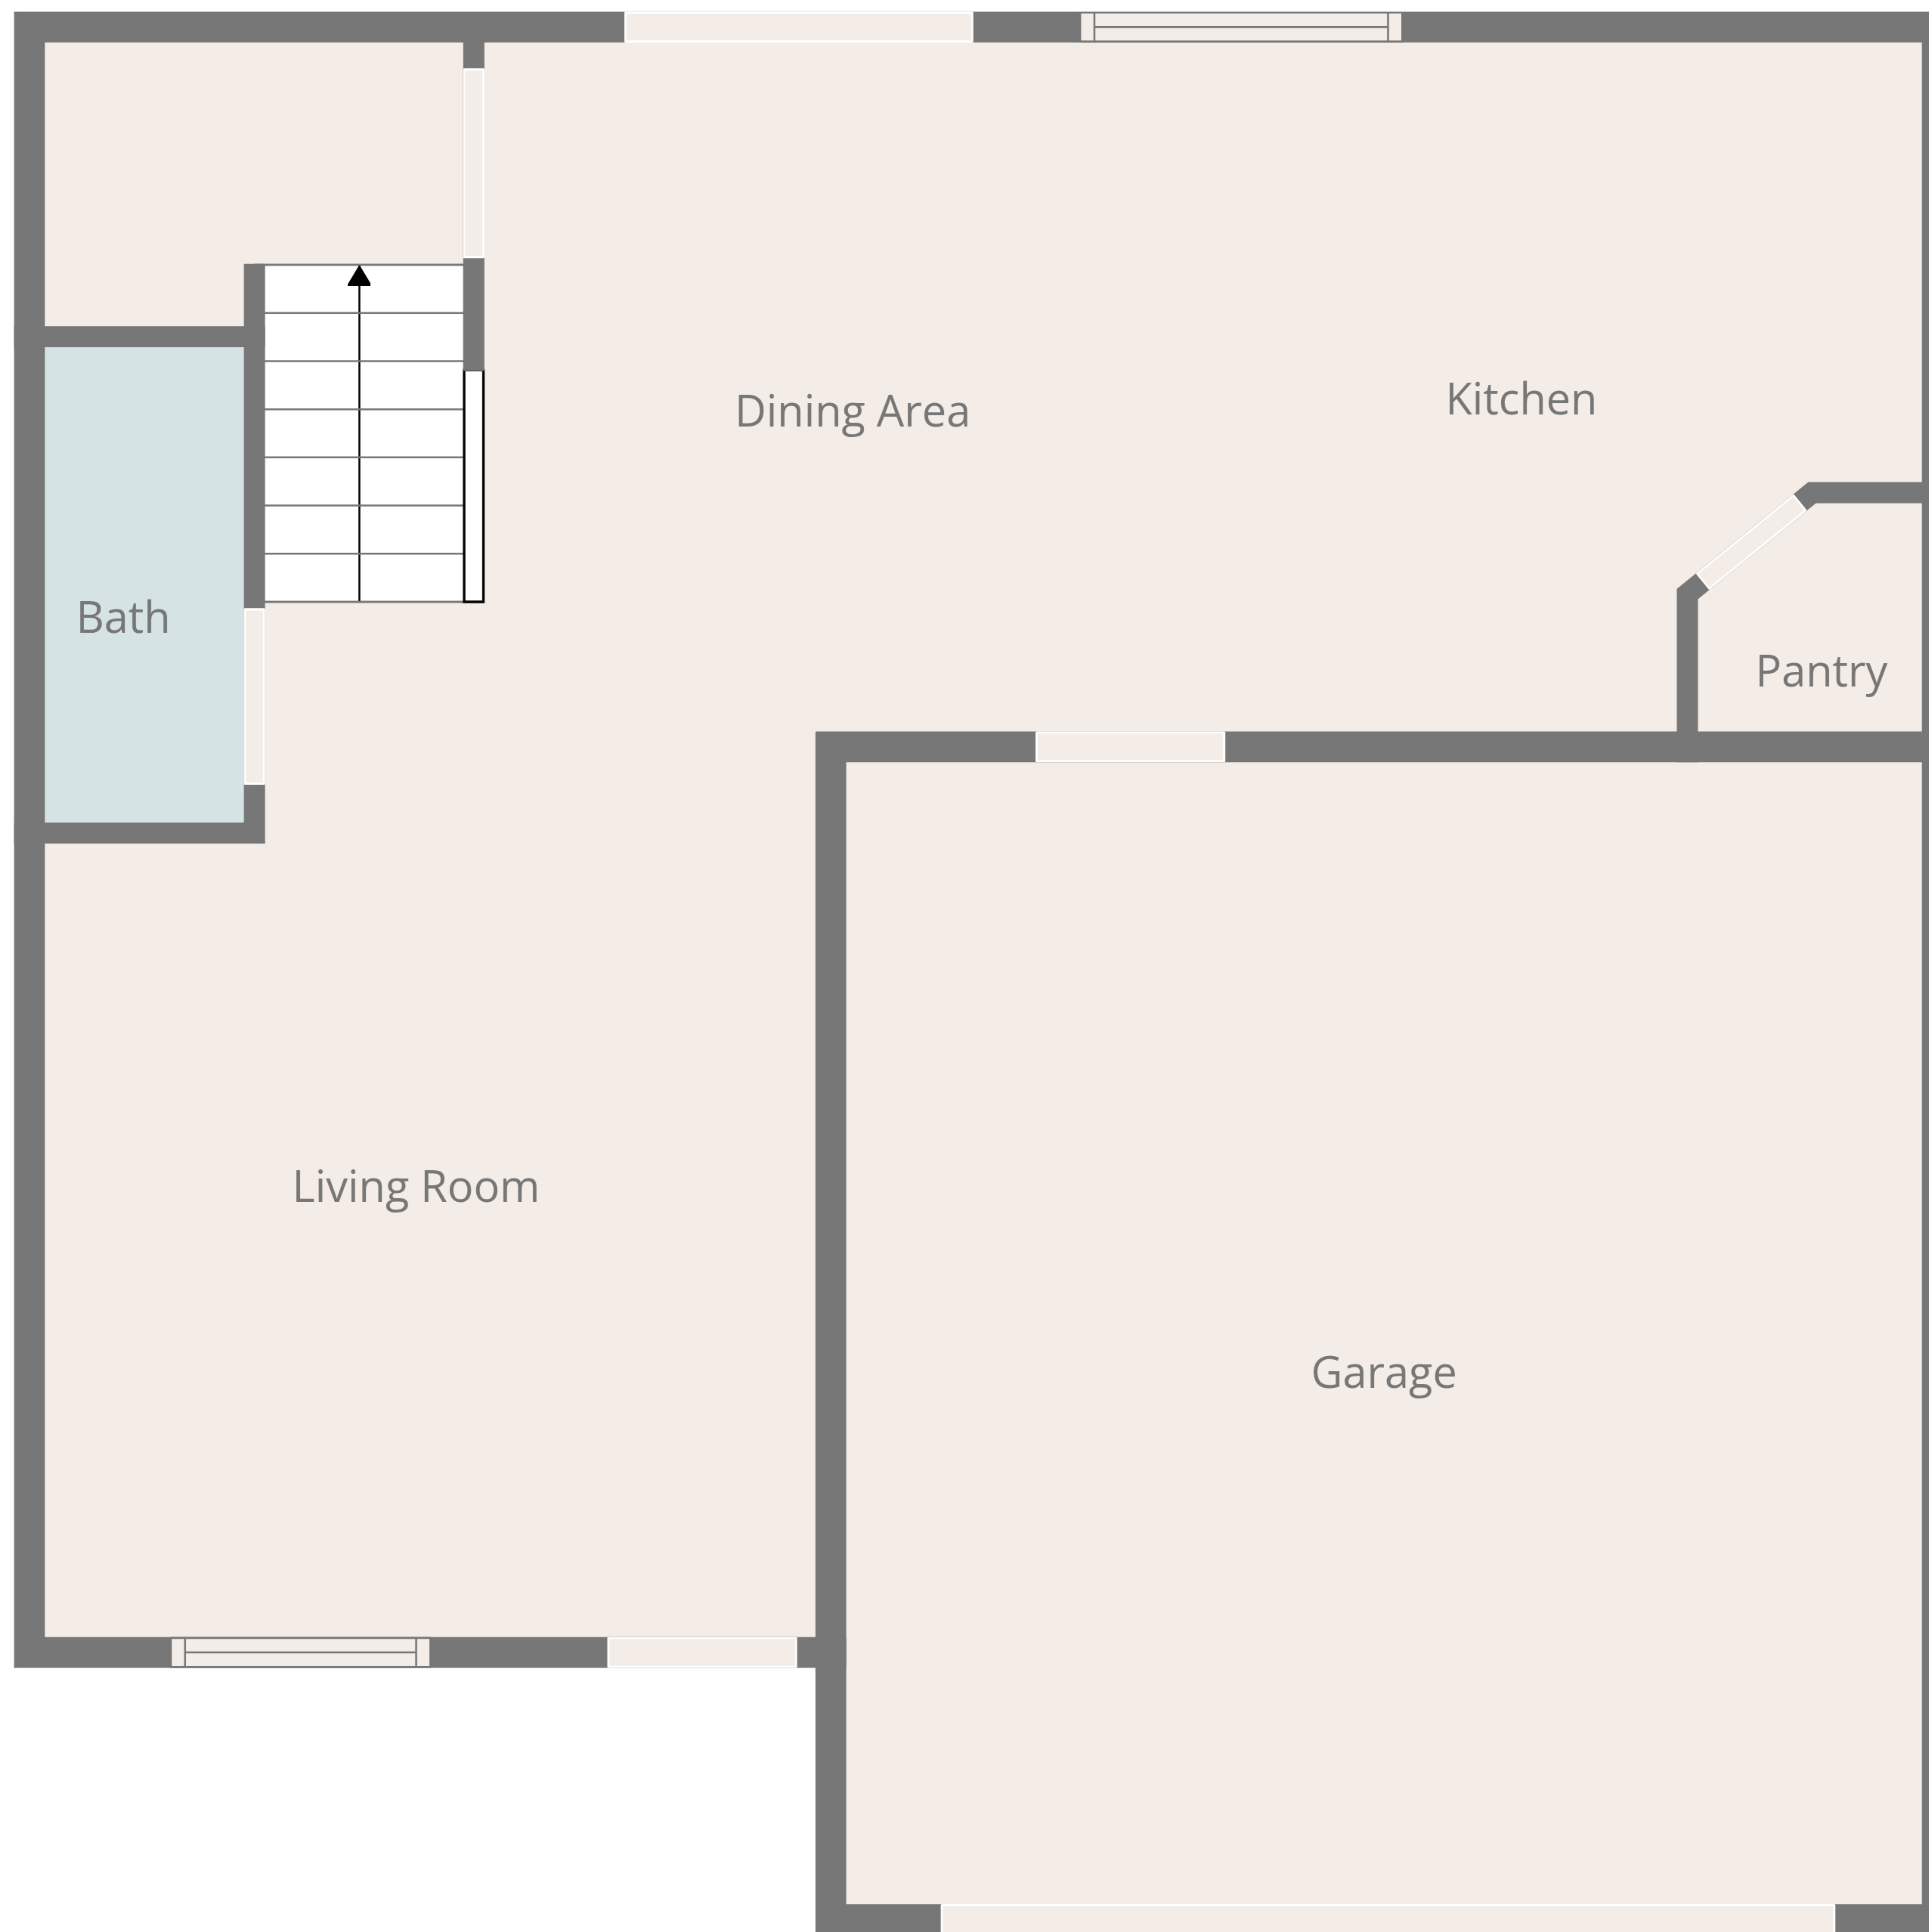 Kitchen
Dining Area
Bath
Pantry
Living Room
Garage